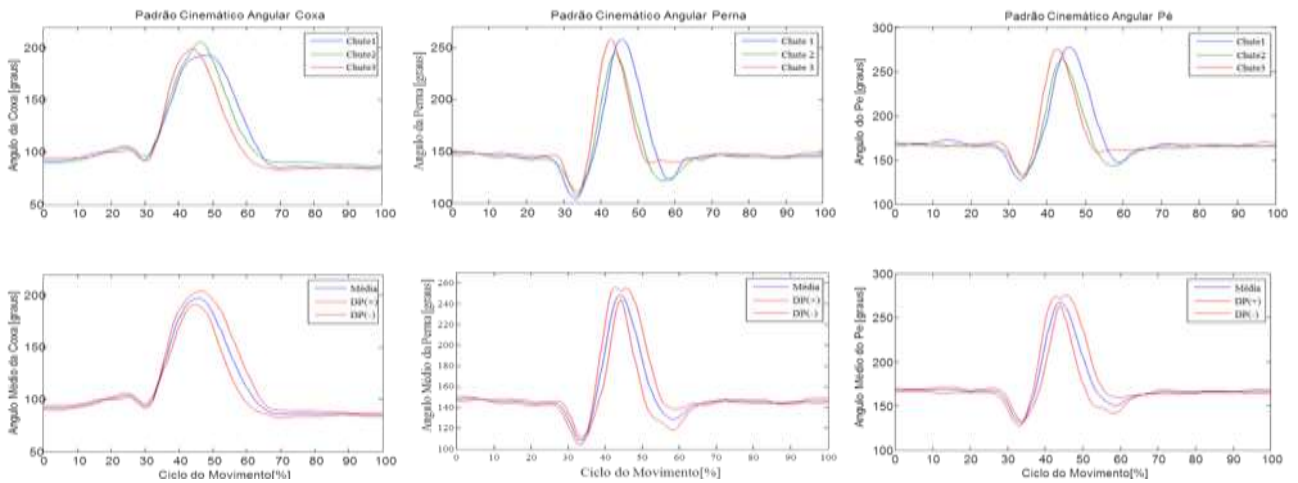 Padrão Cinemático Angular Coxa
Angulo da Coxa [graus]
200
150
100
50
0 10 20 30 40 50 60 70 80 90 100
Chute1
Chute2
Chute3
Padrão Cinemático Angular Perna
Angulo da Perna [graus]
250
200
150
100
0 10 20 30 40 50 60 70 80 90 100
Chute 1
Chute 2
Chute 3
Padrão Cinemático Angular Pé
Angulo do Pe [graus]
300
250
200
150
100
0 10 20 30 40 50 60 70 80 90 100
Chute1
Chute2
Chute3
Angulo Médio da Coxa [graus]
200
150
100
50
0 10 20 30 40 50 60 70 80 90 100
Ciclo do Movimento[%]
Média
DP(+)
DP(-)
Angulo Médio da Perna [graus]
260
240
220
200
180
160
140
120
100
0 10 20 30 40 50 60 70 80 90 100
Ciclo do Movimento[%]
Média
DP(+)
DP(-)
Angulo Médio do Pé [graus]
300
250
200
150
100
0 10 20 30 40 50 60 70 80 90 100
Ciclo do Movimento[%]
Média
DP(+)
DP(-)